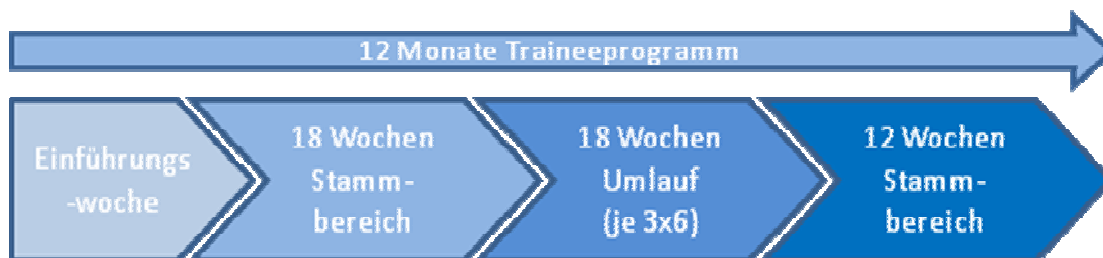 12 Monate Traineeprogramm
Einführungs
-woche
18 Wochen
Stamm-
bereich
18 Wochen
Umlauf
(je 3x6)
12 Wochen
Stamm-
bereich